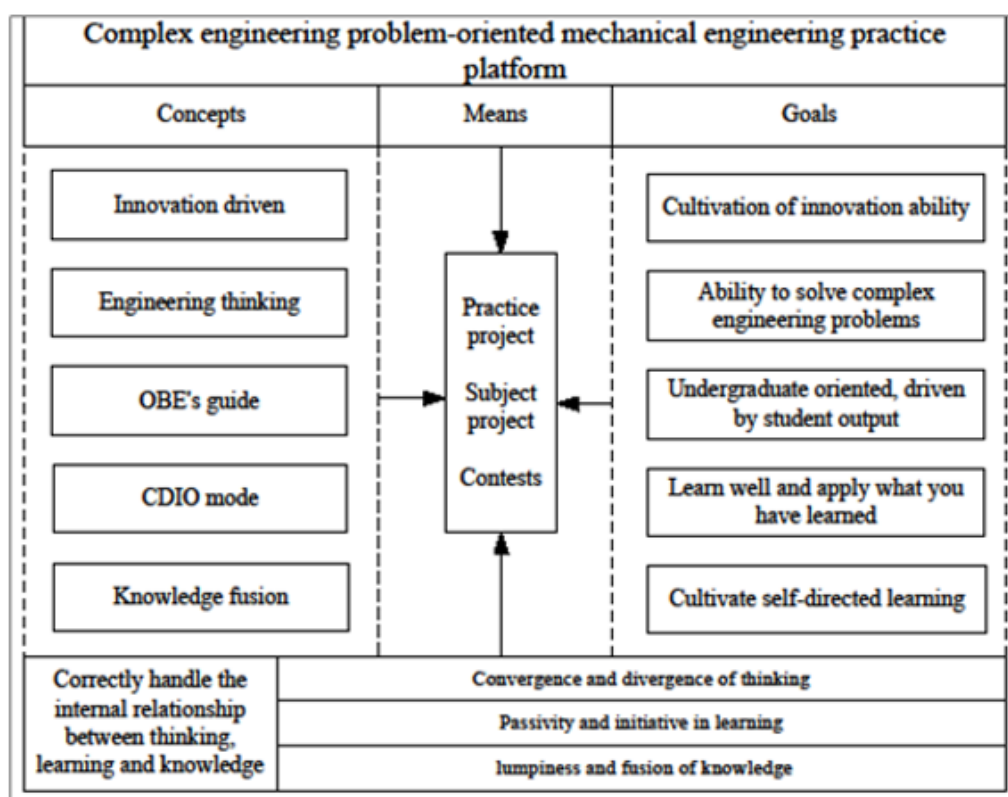 Complex engineering problem-oriented mechanical engineering practice
platform
Concepts
Means
Goals
Innovation driven
Engineering thinking
OBE's guide
CDIO mode
Knowledge fusion
Practice
project
Subject
project
Contests
Cultivation of innovation ability
Ability to solve complex
engineering problems
Undergraduate oriented, driven
by student output
Learn well and apply what you
have learned
Cultivate self-directed learning
Correctly handle the
internal relationship
between thinking,
learning and knowledge
Convergence and divergence of thinking
Passivity and initiative in learning
lumpiness and fusion of knowledge